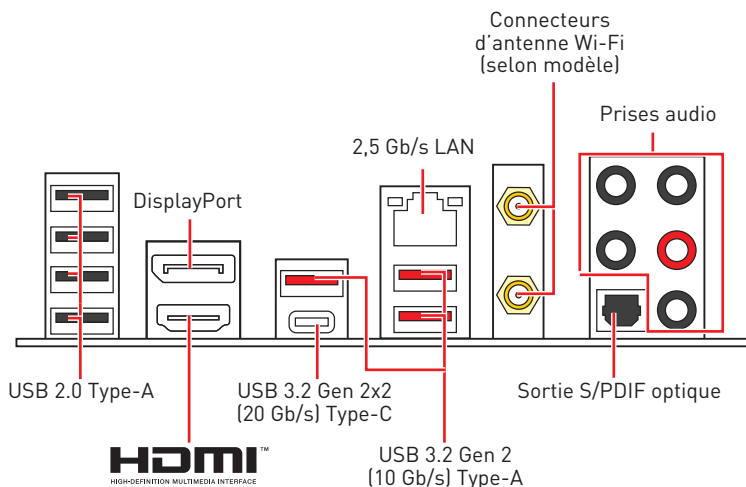 Connecteurs
d'antenne Wi-Fi
(selon modèle)
Prises audio
2,5 Gb/s LAN
DisplayPort
USB 2.0 Type-A
USB 3.2 Gen 2x2
(20 Gb/s) Type-C
Sortie S/PDIF optique
HDMI™
HIGH-DEFINITION MULTIMEDIA INTERFACE
USB 3.2 Gen 2
(10 Gb/s) Type-A